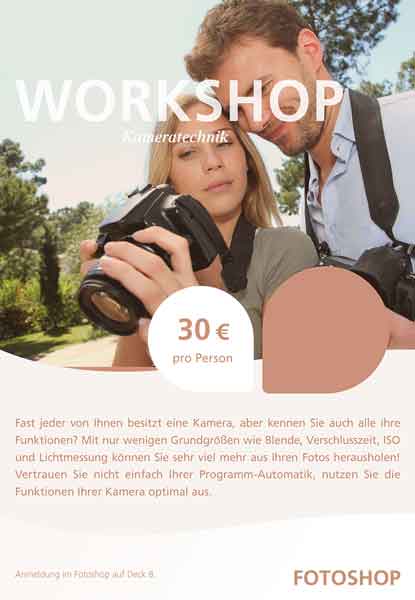 WORKSHOP
Kameratechnik
30 €
pro Person
Fast jeder von Ihnen besitzt eine Kamera, aber kennen Sie auch alle ihre
Funktionen? Mit nur wenigen Grundgrößen wie Blende, Verschlusszeit, ISO
und Lichtmessung können Sie sehr viel mehr aus Ihren Fotos herausholen!
Vertrauen Sie nicht einfach Ihrer Programm-Automatik, nutzen Sie die
Funktionen Ihrer Kamera optimal aus.
Anmeldung im Fotoshop auf Deck 8.
FOTOSHOP